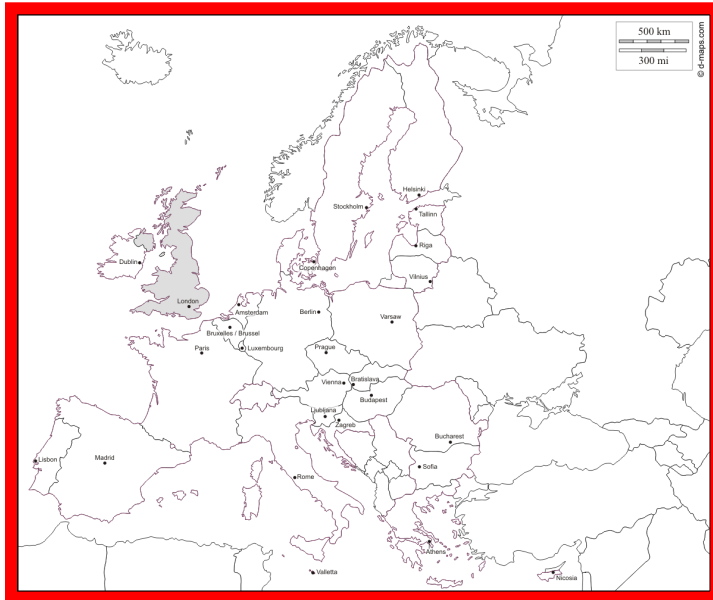 500 km
300 mi
© d-maps.com
Helsinki
Stockholm
Tallinn
Riga
Dublin
Copenhagen
Vilnius
London
Amsterdam
Berlin
Varsaw
Bruxelles / Brussel
Paris
Luxembourg
Prague
Vienna
Bratislava
Budapest
Ljubljana
Zagreb
Bucharest
Lisbon
Madrid
Sofia
Rome
Athens
Valletta
Nicosia